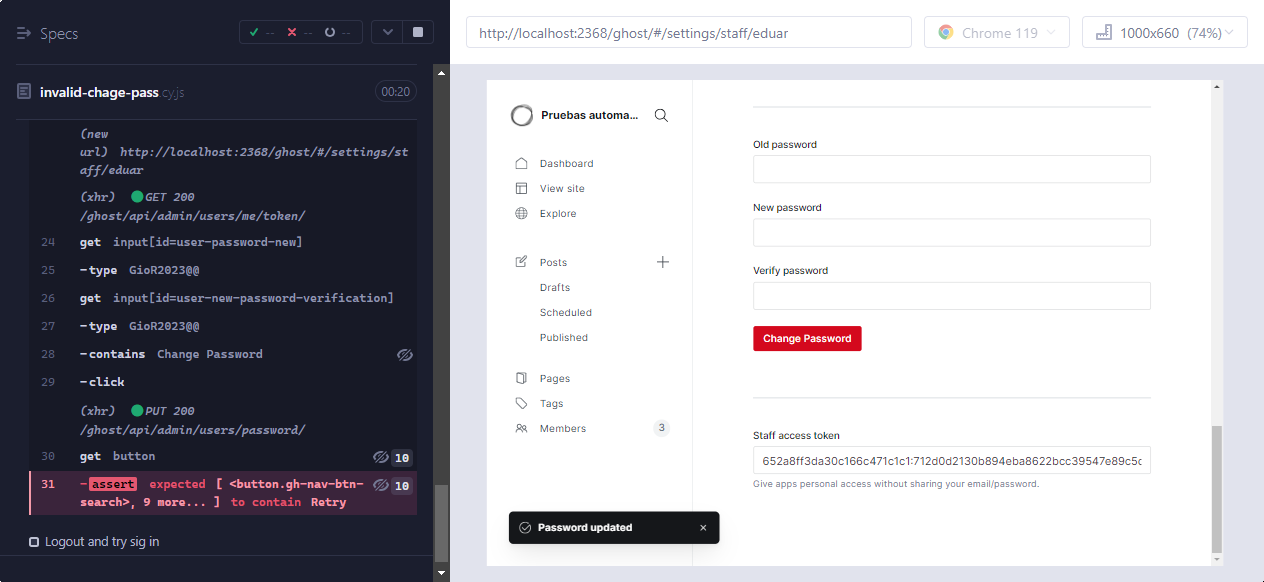 Specs
-- -- --
invalid-chage-pass.cy.js
00:20
(new
url) http://localhost:2368/ghost/#/settings/st
aff/eduar
(xhr) GET 200
/ghost/api/admin/users/me/token/
24 get input[id=user-password-new]
25 -type GioR2023@@
26 get input[id=user-new-password-verification]
27 -type GioR2023@@
28 -contains Change Password
29 -click
(xhr) PUT 200
/ghost/api/admin/users/password/
30 get button 10
31 -assert expected [ <button.gh-nav-btn-
search>, 9 more... ] to contain Retry 10
Logout and try sig in
http://localhost:2368/ghost/#/settings/staff/eduar
Chrome 119
1000x660 (74%)
Pruebas automa...
Dashboard
View site
Explore
Posts
Drafts
Scheduled
Published
Pages
Tags
Members 3
Old password
New password
Verify password
Change Password
Staff access token
652a8ff3da30c166c471c1c1:712d0d2130b894eba8622bcc39547e89c5c
Give apps personal access without sharing your email/password.
Password updated